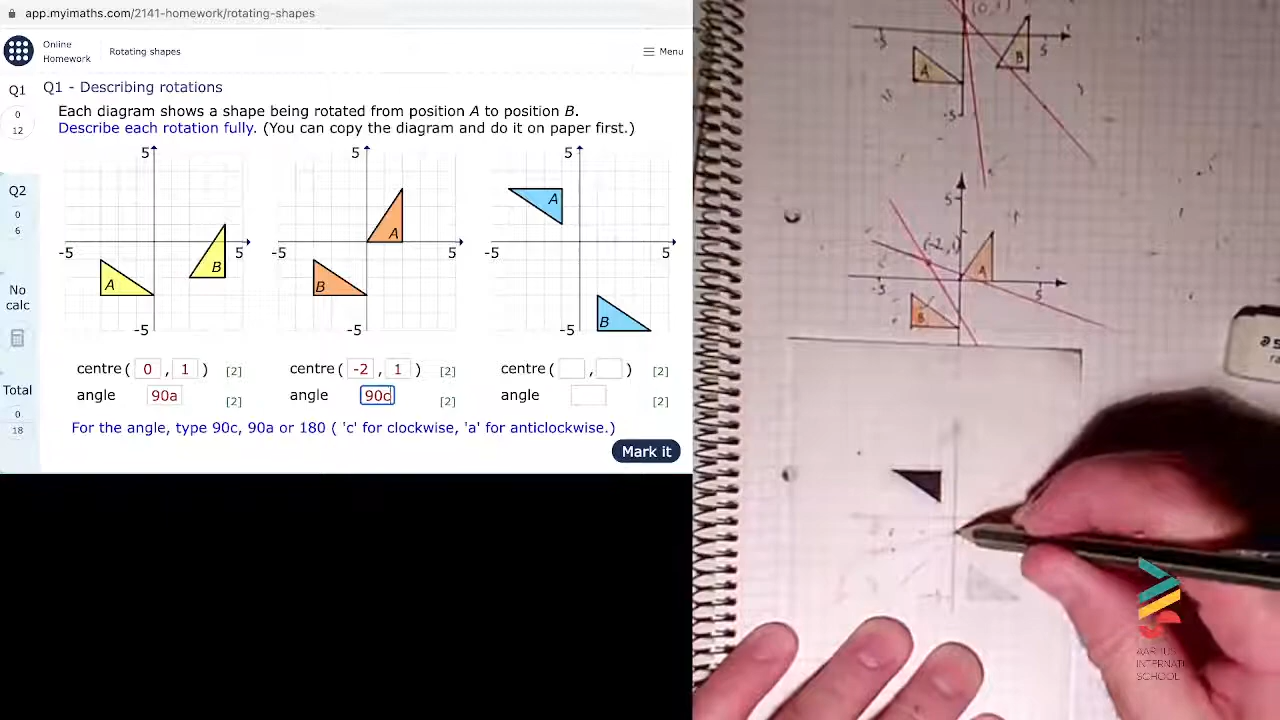 app.myimaths.com/2141-homework/rotating-shapes
Online Homework
Rotating shapes
Menu
Q1
0
12
Q2
0
6
No calc
Total
0
18
Q1 - Describing rotations
Each diagram shows a shape being rotated from position A to position B.
Describe each rotation fully. (You can copy the diagram and do it on paper first.)
5
-5
5
-5
A
B
5
-5
5
-5
A
B
5
-5
5
-5
A
B
centre ( 0 , 1 ) [2]
angle 90a [2]
centre ( -2 , 1 ) [2]
angle 90c [2]
centre ( , ) [2]
angle [2]
For the angle, type 90c, 90a or 180 ( 'c' for clockwise, 'a' for anticlockwise.)
Mark it
-5
5
-5
A
B
5
(-2,1)
-5
5
A
B
AARHUS
INTERNATI
SCHOOL